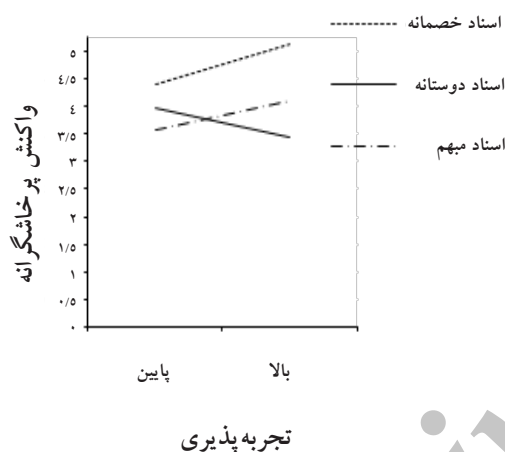 اسناد خصمانه
اسناد دوستانه
اسناد مبهم
واکنش پرخاشگرانه
۵
۴/۵
۴
۳/۵
۳
۲/۵
۲
۱/۵
۱
۰/۵
۰
پایین بالا
تجربه‌پذیری